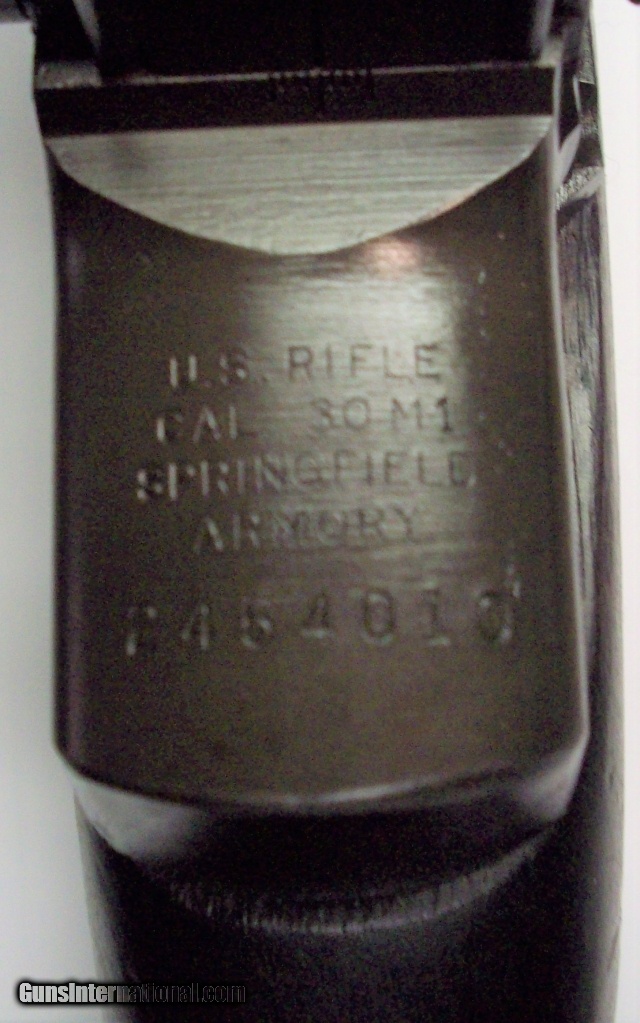 U.S. RIFLE
CAL 30 M1
SPRINGFIELD
ARMORY
GunsInternational.com